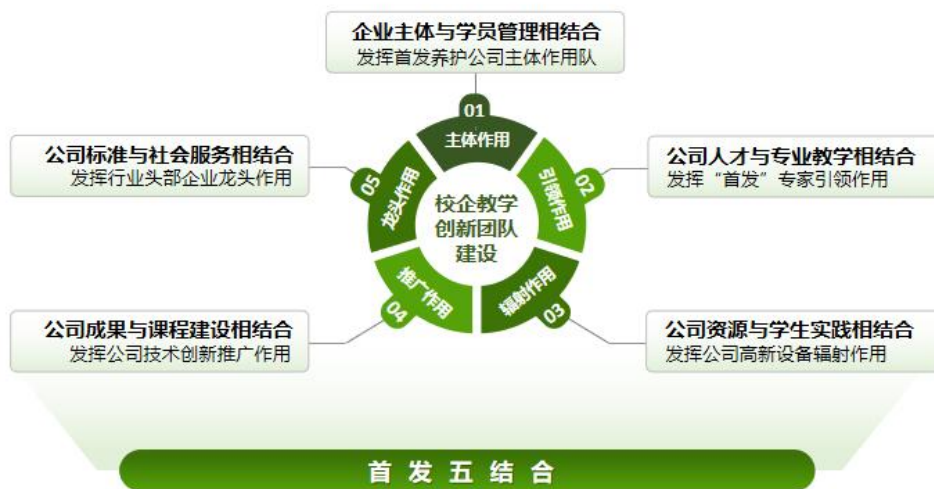 企业主体与学员管理相结合
发挥首发养护公司主体作用队
01
主体作用
公司人才与专业教学相结合
发挥“首发”专家引领作用
02
引领作用
公司资源与学生实践相结合
发挥公司高新设备辐射作用
03
辐射作用
公司成果与课程建设相结合
发挥公司技术创新推广作用
04
推广作用
公司标准与社会服务相结合
发挥行业头部企业龙头作用
05
龙头作用
校企教学
创新团队
建设
首发五结合